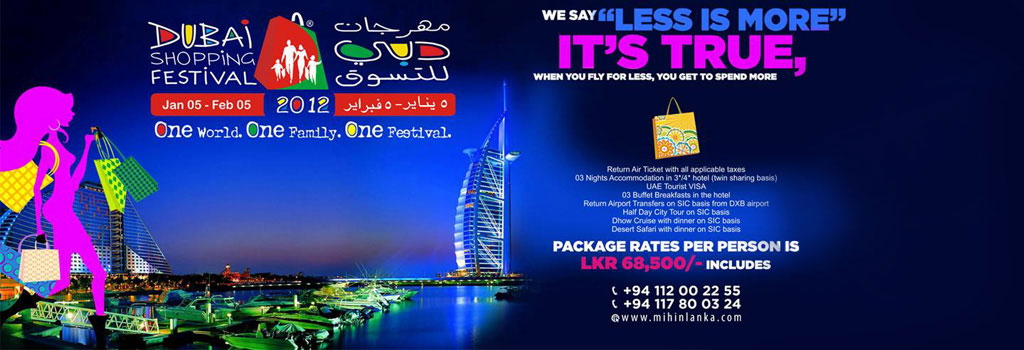 DUBAI
SHOPPING
FESTIVAL
®
مهرجان
دبي
للتسوق
Jan 05 - Feb 05
2012
٥ يناير - ٥ فبراير
One World. One Family. One Festival.
WE SAY “LESS IS MORE”
IT'S TRUE,
WHEN YOU FLY FOR LESS, YOU GET TO SPEND MORE
Return Air Ticket with all applicable taxes
03 Nights Accommodation in 3*/4* hotel (twin sharing basis)
UAE Tourist VISA
03 Buffet Breakfasts in the hotel
Return Airport Transfers on SIC basis from DXB airport
Half Day City Tour on SIC basis
Dhow Cruise with dinner on SIC basis
Desert Safari with dinner on SIC basis
PACKAGE RATES PER PERSON IS
LKR 68,500/- INCLUDES
+94 112 00 22 55
+94 117 80 03 24
www.mihinlanka.com